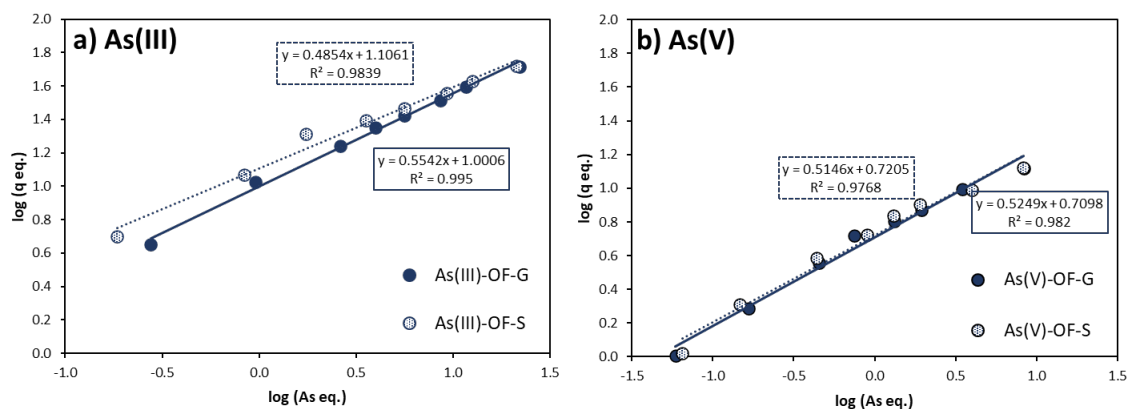 a) As(III)
2.0
1.8
1.6
1.4
1.2
1.0
0.8
0.6
0.4
0.2
0.0
log (q eq.)
y = 0.4854x + 1.1061
R² = 0.9839
y = 0.5542x + 1.0006
R² = 0.995
As(III)-OF-G
As(III)-OF-S
-1.0
-0.5
0.0
0.5
1.0
1.5
log (As eq.)
b) As(V)
2.0
1.8
1.6
1.4
1.2
1.0
0.8
0.6
0.4
0.2
0.0
log (q eq.)
y = 0.5146x + 0.7205
R² = 0.9768
y = 0.5249x + 0.7098
R² = 0.982
As(V)-OF-G
As(V)-OF-S
-1.5
-1.0
-0.5
0.0
0.5
1.0
1.5
log (As eq.)